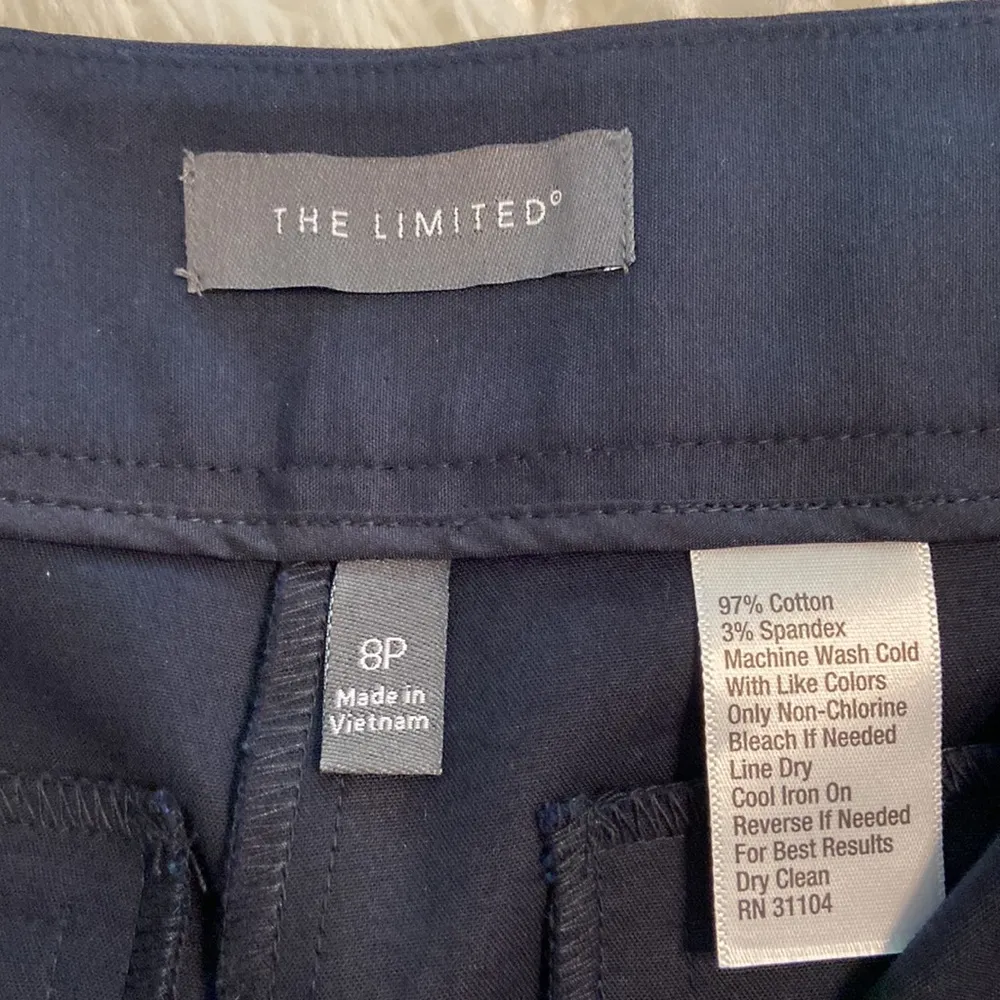 THE LIMITED®
8P
Made in
Vietnam
97% Cotton
3% Spandex
Machine Wash Cold
With Like Colors
Only Non-Chlorine
Bleach If Needed
Line Dry
Cool Iron On
Reverse If Needed
For Best Results
Dry Clean
RN 31104